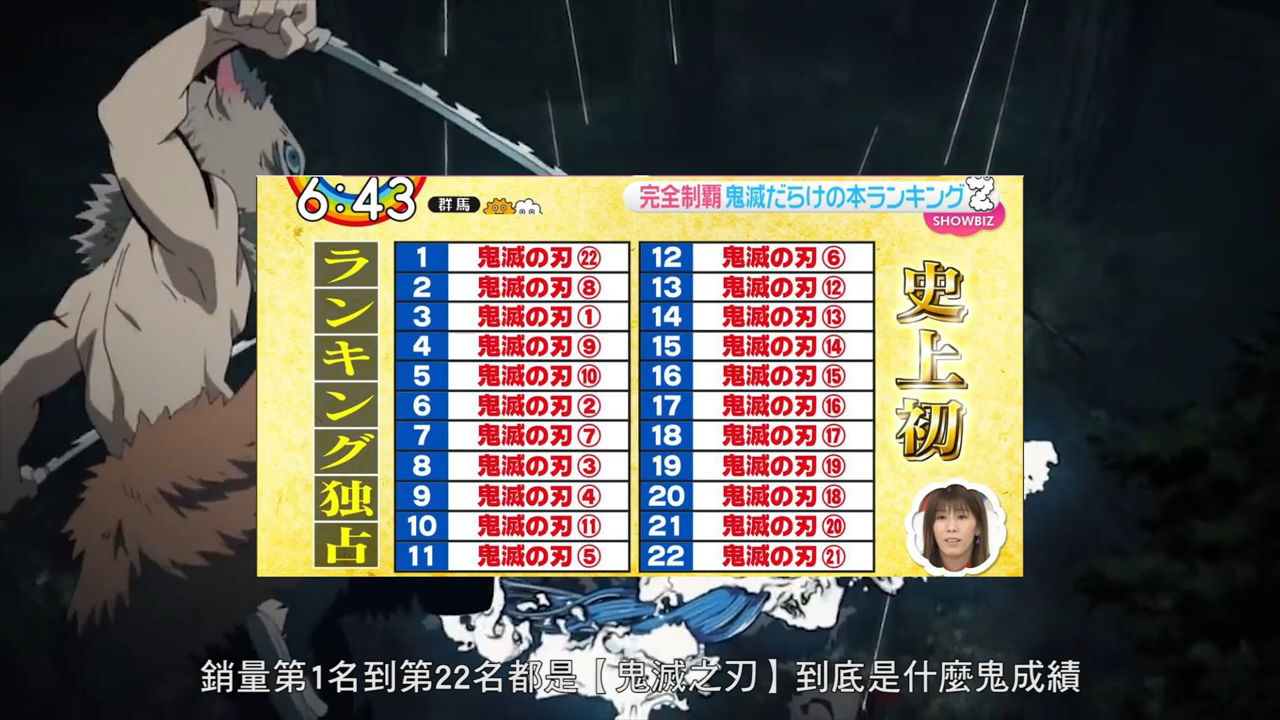 6:43
群馬
完全制覇 鬼滅だらけの本ランキング
SHOWBIZ
ランキング独占
1 鬼滅の刃㉒
2 鬼滅の刃⑧
3 鬼滅の刃①
4 鬼滅の刃⑨
5 鬼滅の刃⑩
6 鬼滅の刃②
7 鬼滅の刃⑦
8 鬼滅の刃③
9 鬼滅の刃④
10 鬼滅の刃⑪
11 鬼滅の刃⑤
12 鬼滅の刃⑥
13 鬼滅の刃⑫
14 鬼滅の刃⑬
15 鬼滅の刃⑭
16 鬼滅の刃⑮
17 鬼滅の刃⑯
18 鬼滅の刃⑰
19 鬼滅の刃⑲
20 鬼滅の刃⑱
21 鬼滅の刃⑳
22 鬼滅の刃㉑
史上初
銷量第1名到第22名都是【鬼滅之刃】到底是什麼鬼成績